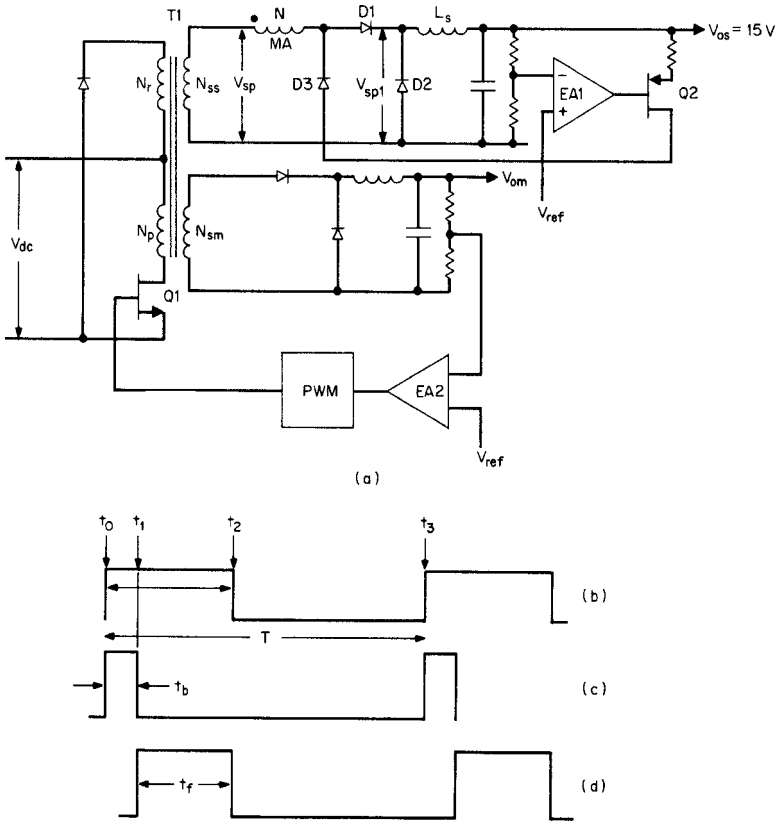 T1
N
MA
D1
Ls
Vos = 15 V
Nr
Nss
Vsp
D3
Vsp1
D2
−
EA1
+
Q2
Vref
Vdc
Np
Nsm
Vom
Q1
PWM
EA2
Vref
(a)
t0 t1 t2 t3
(b)
T
tb
(c)
tf
(d)